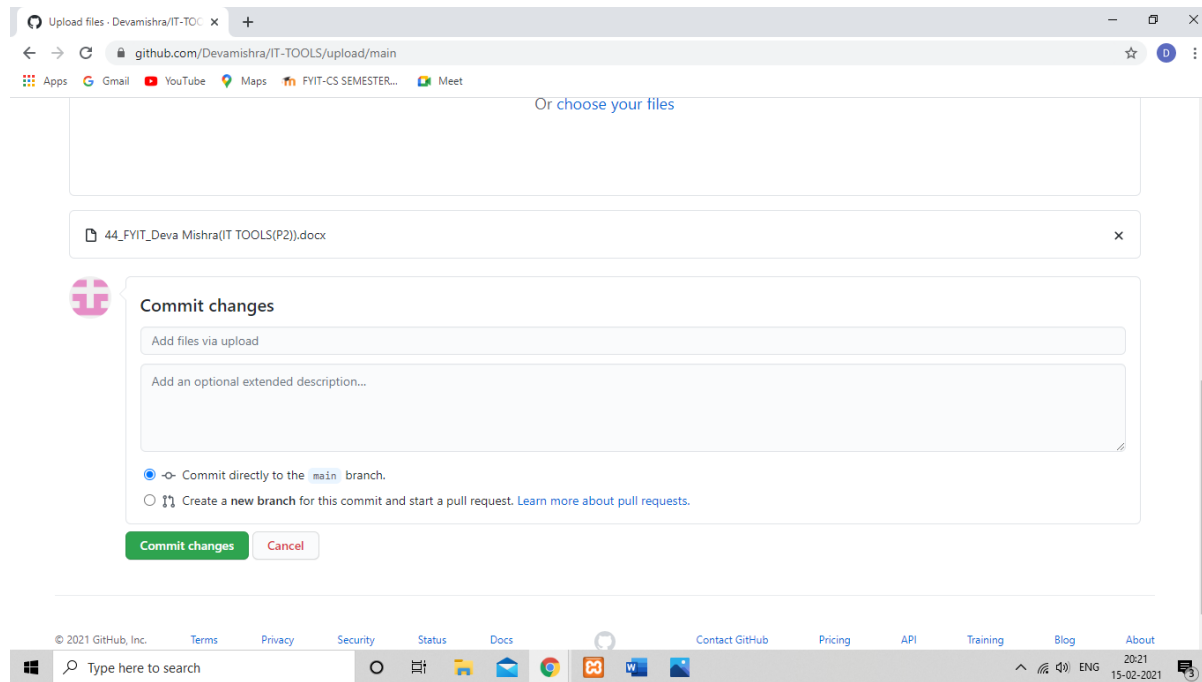 Upload files · Devamishra/IT-TOO
github.com/Devamishra/IT-TOOLS/upload/main
D
Apps Gmail YouTube Maps FYIT-CS SEMESTER... Meet
Or choose your files
44_FYIT_Deva Mishra(IT TOOLS(P2)).docx
Commit changes
Add files via upload
Add an optional extended description...
Commit directly to the main branch.
Create a new branch for this commit and start a pull request. Learn more about pull requests.
Commit changes Cancel
© 2021 GitHub, Inc. Terms Privacy Security Status Docs Contact GitHub Pricing API Training Blog About
Type here to search
ENG
20:21
15-02-2021
3